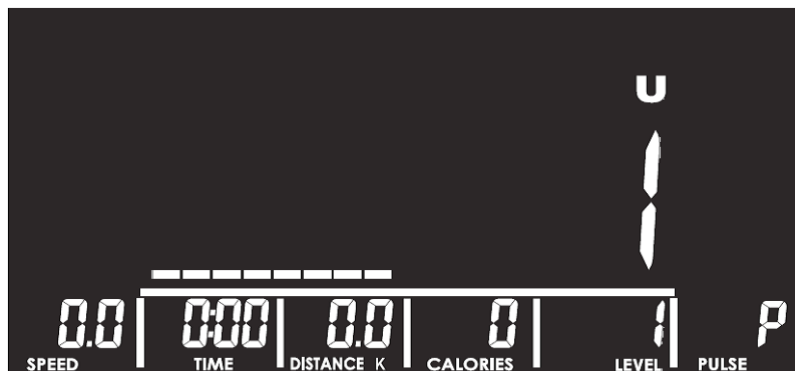 U
1
0.0 0:00 0.0 0 1 P
SPEED TIME DISTANCE K CALORIES LEVEL PULSE